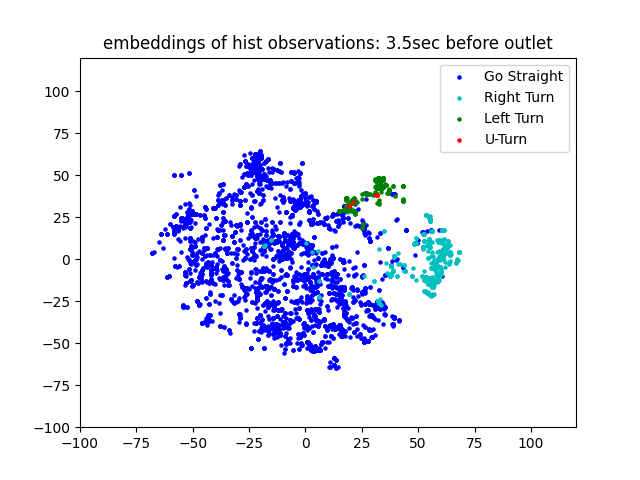 embeddings of hist observations: 3.5sec before outlet
Go Straight
Right Turn
Left Turn
U-Turn
100
75
50
25
0
−25
−50
−75
−100
−100 −75 −50 −25 0 25 50 75 100